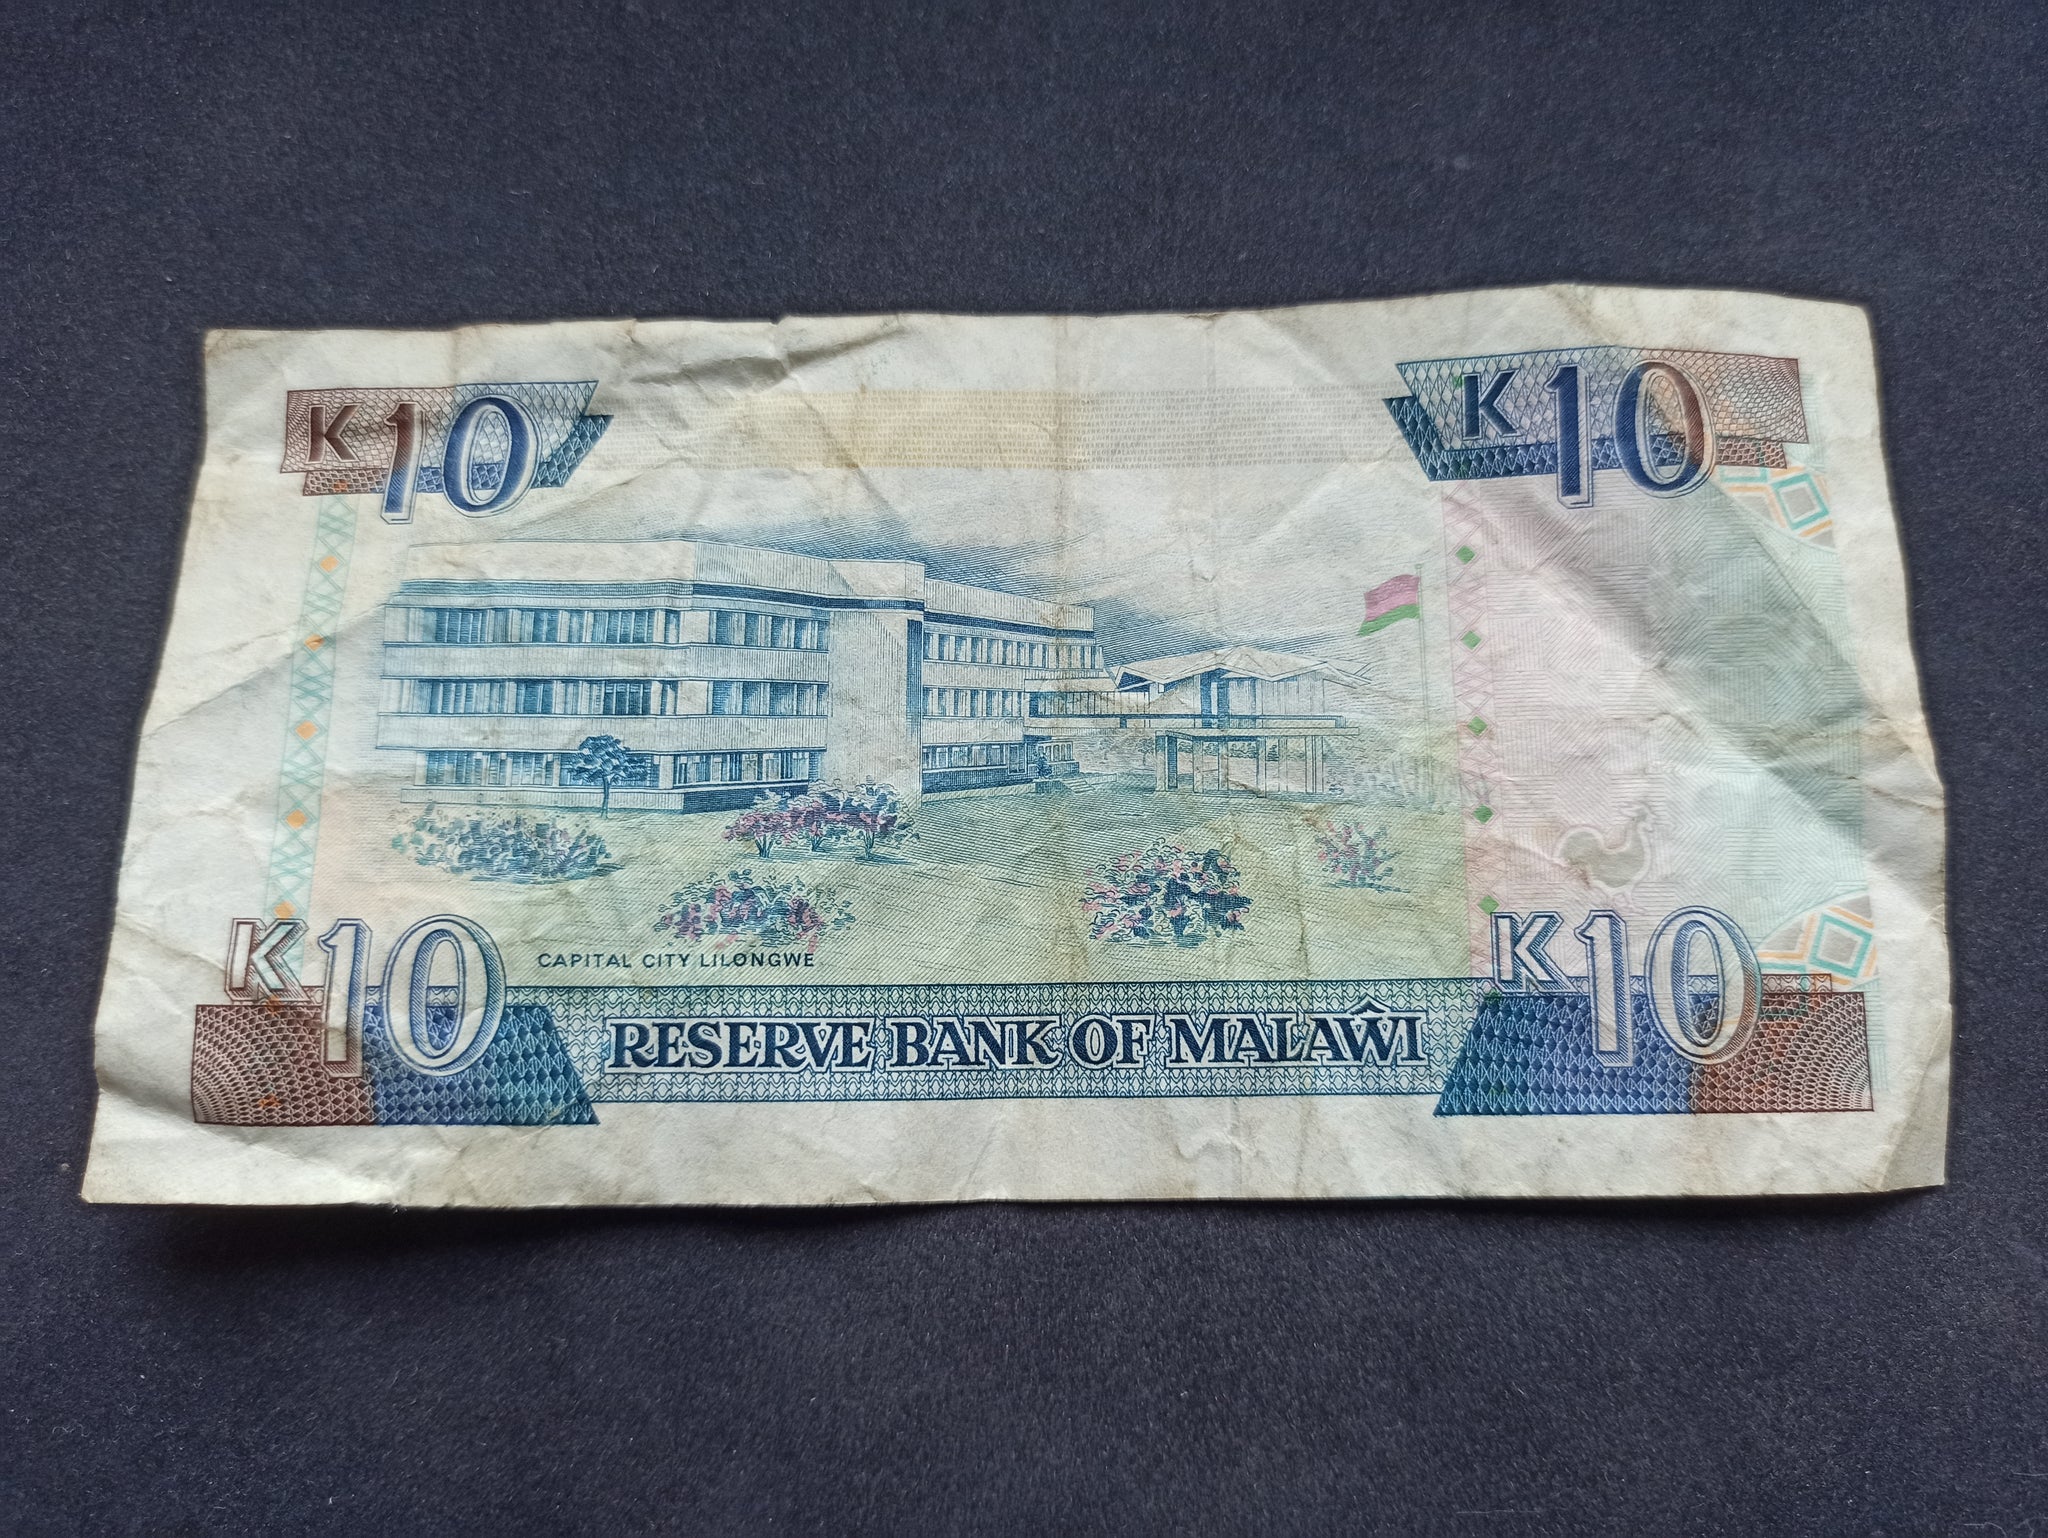 K10
K10
CAPITAL CITY LILONGWE
K10
K10
RESERVE BANK OF MALAŴI